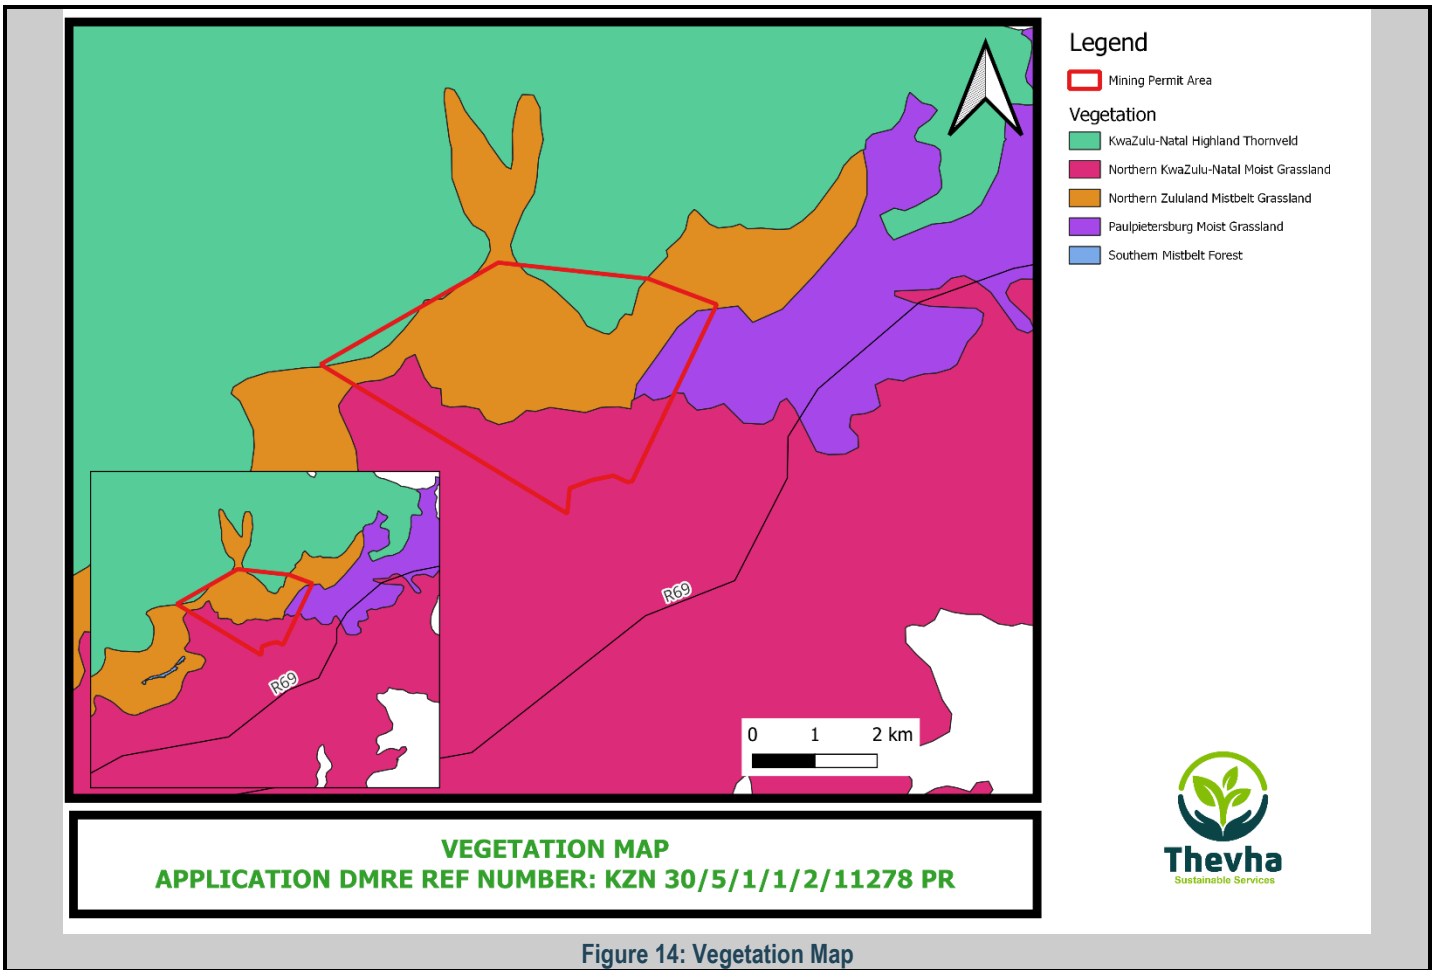 Legend
Mining Permit Area
Vegetation
KwaZulu-Natal Highland Thornveld
Northern KwaZulu-Natal Moist Grassland
Northern Zululand Mistbelt Grassland
Paulpietersburg Moist Grassland
Southern Mistbelt Forest
R69
R69
0 1 2 km
VEGETATION MAP
APPLICATION DMRE REF NUMBER: KZN 30/5/1/1/2/11278 PR
Thevha
Sustainable Services
Figure 14: Vegetation Map